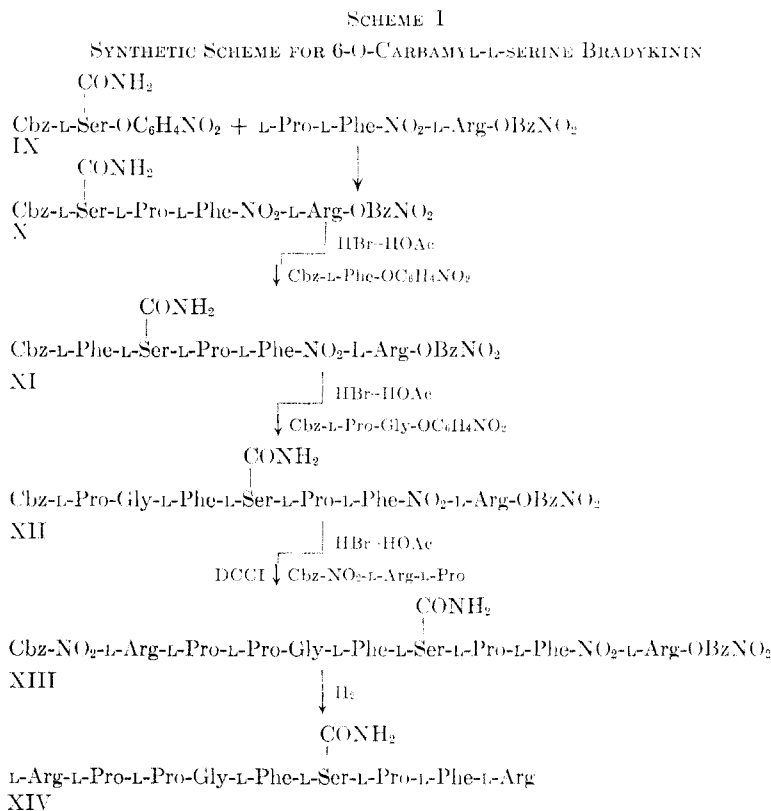 SCHEME I
SYNTHETIC SCHEME FOR 6-O-CARBAMYL-L-SERINE BRADYKININ
CONH₂
Cbz-L-Ser-OC₆H₄NO₂ + L-Pro-L-Phe-NO₂-L-Arg-OBzNO₂
IX
CONH₂
Cbz-L-Ser-L-Pro-L-Phe-NO₂-L-Arg-OBzNO₂
X
HBr-HOAc
Cbz-L-Phe-OC₆H₄NO₂
CONH₂
Cbz-L-Phe-L-Ser-L-Pro-L-Phe-NO₂-L-Arg-OBzNO₂
XI
HBr-HOAc
Cbz-L-Pro-Gly-OC₆H₄NO₂
CONH₂
Cbz-L-Pro-Gly-L-Phe-L-Ser-L-Pro-L-Phe-NO₂-L-Arg-OBzNO₂
XII
HBr-HOAc
DCCI ↓ Cbz-NO₂-L-Arg-L-Pro
CONH₂
Cbz-NO₂-L-Arg-L-Pro-L-Pro-Gly-L-Phe-L-Ser-L-Pro-L-Phe-NO₂-L-Arg-OBzNO₂
XIII
H₂
CONH₂
L-Arg-L-Pro-L-Pro-Gly-L-Phe-L-Ser-L-Pro-L-Phe-L-Arg
XIV